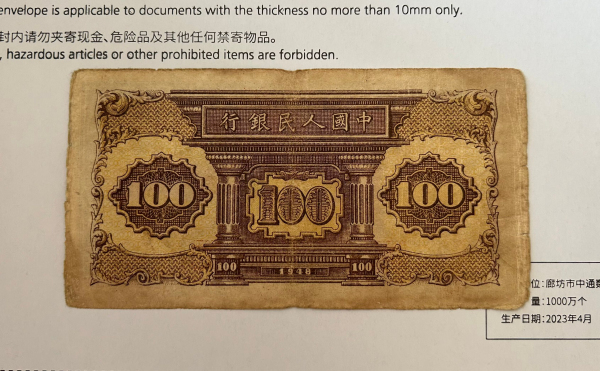 envelope is applicable to documents with the thickness no more than 10mm only.
封内请勿夹寄现金、危险品及其他任何禁寄物品。
, hazardous articles or other prohibited items are forbidden.
行銀民人國中
100 100 100
100 1948 100
位:廊坊市中通
量:1000万个
生产日期:2023年4月